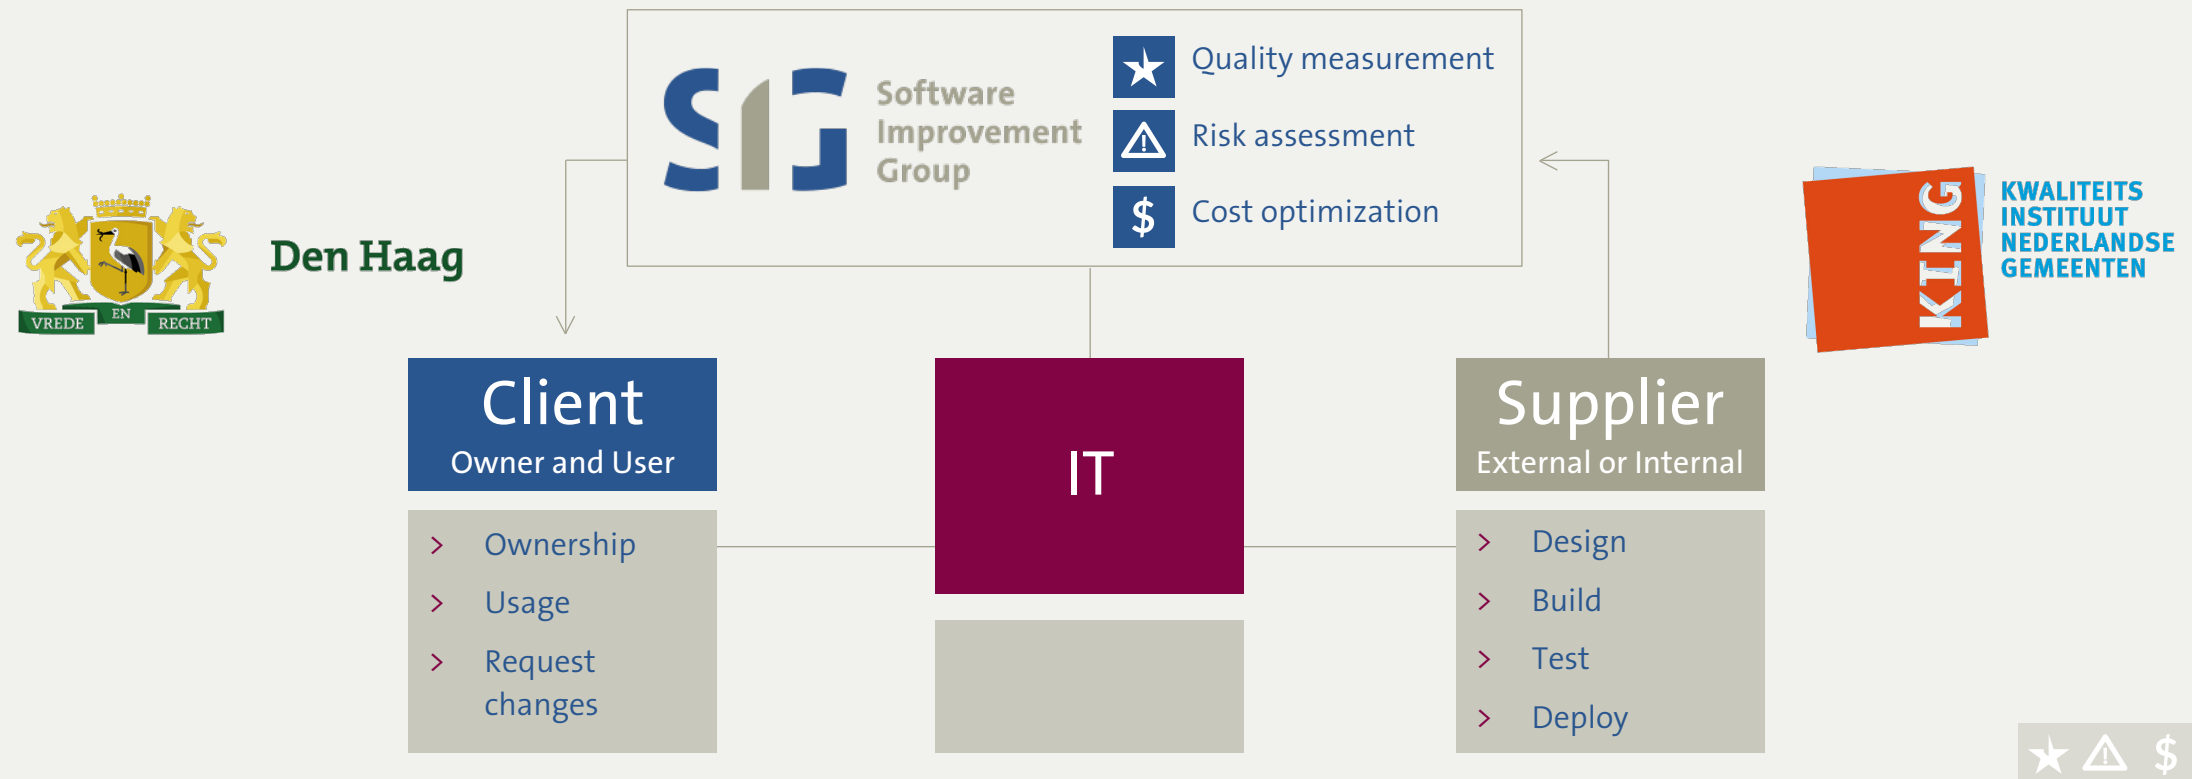 SIG
Software
Improvement
Group
Quality measurement
Risk assessment
$ Cost optimization
VREDE EN RECHT
Den Haag
KING
KWALITEITS
INSTITUUT
NEDERLANDSE
GEMEENTEN
Client
Owner and User
> Ownership
> Usage
> Request
changes
IT
Supplier
External or Internal
> Design
> Build
> Test
> Deploy
$